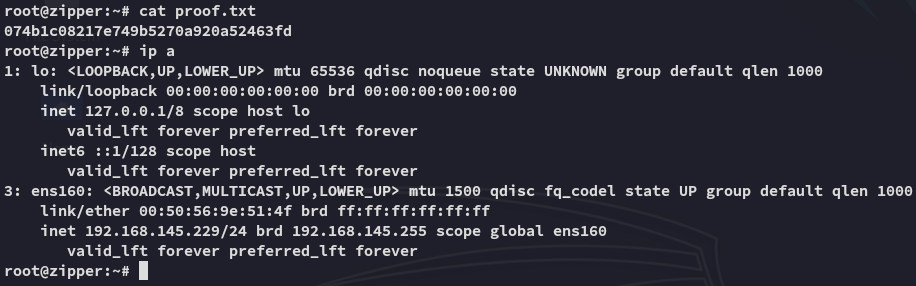 root@zipper:~# cat proof.txt
074b1c08217e749b5270a920a52463fd
root@zipper:~# ip a
1: lo: <LOOPBACK,UP,LOWER_UP> mtu 65536 qdisc noqueue state UNKNOWN group default qlen 1000
    link/loopback 00:00:00:00:00:00 brd 00:00:00:00:00:00
    inet 127.0.0.1/8 scope host lo
       valid_lft forever preferred_lft forever
    inet6 ::1/128 scope host
       valid_lft forever preferred_lft forever
3: ens160: <BROADCAST,MULTICAST,UP,LOWER_UP> mtu 1500 qdisc fq_codel state UP group default qlen 1000
    link/ether 00:50:56:9e:51:4f brd ff:ff:ff:ff:ff:ff
    inet 192.168.145.229/24 brd 192.168.145.255 scope global ens160
       valid_lft forever preferred_lft forever
root@zipper:~#